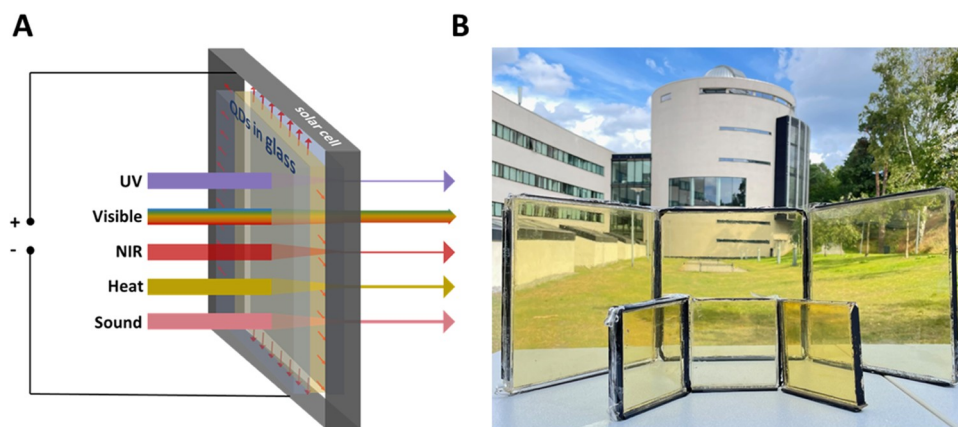 A
B
QDs in glass
solar cell
UV
Visible
NIR
Heat
Sound
+
-